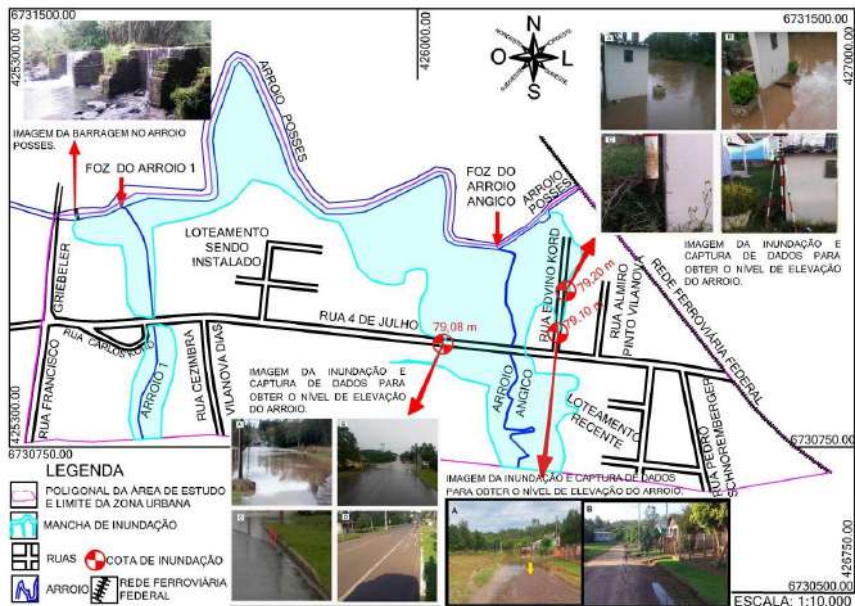 6731500.00
425300.00
426000.00
6731500.00
427000.00
N
NORDESTE
O
L
S
A
B
C
D
IMAGEM DA BARRAGEM NO ARROIO
POSSES.
FOZ DO ARROIO 1
ARROIO POSSES
FOZ DO
ARROIO
ANGICO
ARROIO
POSSES
IMAGEM DA INUNDAÇÃO E
CAPTURA DE DADOS PARA
OBTER O NÍVEL DE ELEVAÇÃO
DO ARROIO.
LOTEAMENTO
SENDO
INSTALADO
GRIEBELER
RUA FRANCISCO
RUA CARLOS
RUA CEZIMBRA
VILANOVA DIAS
ARROIO 1
RUA 4 DE JULHO
79,08 m
79,20 m
79,10 m
RUA EDVINO KORD
RUA ALMIRO
PINTO VILANOVA
REDE FERROVIÁRIA FEDERAL
IMAGEM DA INUNDAÇÃO E
CAPTURA DE DADOS PARA
OBTER O NÍVEL DE ELEVAÇÃO
DO ARROIO.
ARROIO
ANGICO
LOTEAMENTO
RECENTE
RUA PEDRO
SCHNOREMBERGER
425300.00
6730750.00
6730750.00
LEGENDA
POLIGONAL DA ÁREA DE ESTUDO
E LIMITE DA ZONA URBANA
MANCHA DE INUNDAÇÃO
RUAS
COTA DE INUNDAÇÃO
ARROIO
REDE FERROVIÁRIA
FEDERAL
A
B
C
D
IMAGEM DA INUNDAÇÃO E CAPTURA DE DADOS
PARA OBTER O NÍVEL DE ELEVAÇÃO DO ARROIO.
A
B
426750.00
6730500.00
ESCALA: 1:10.000